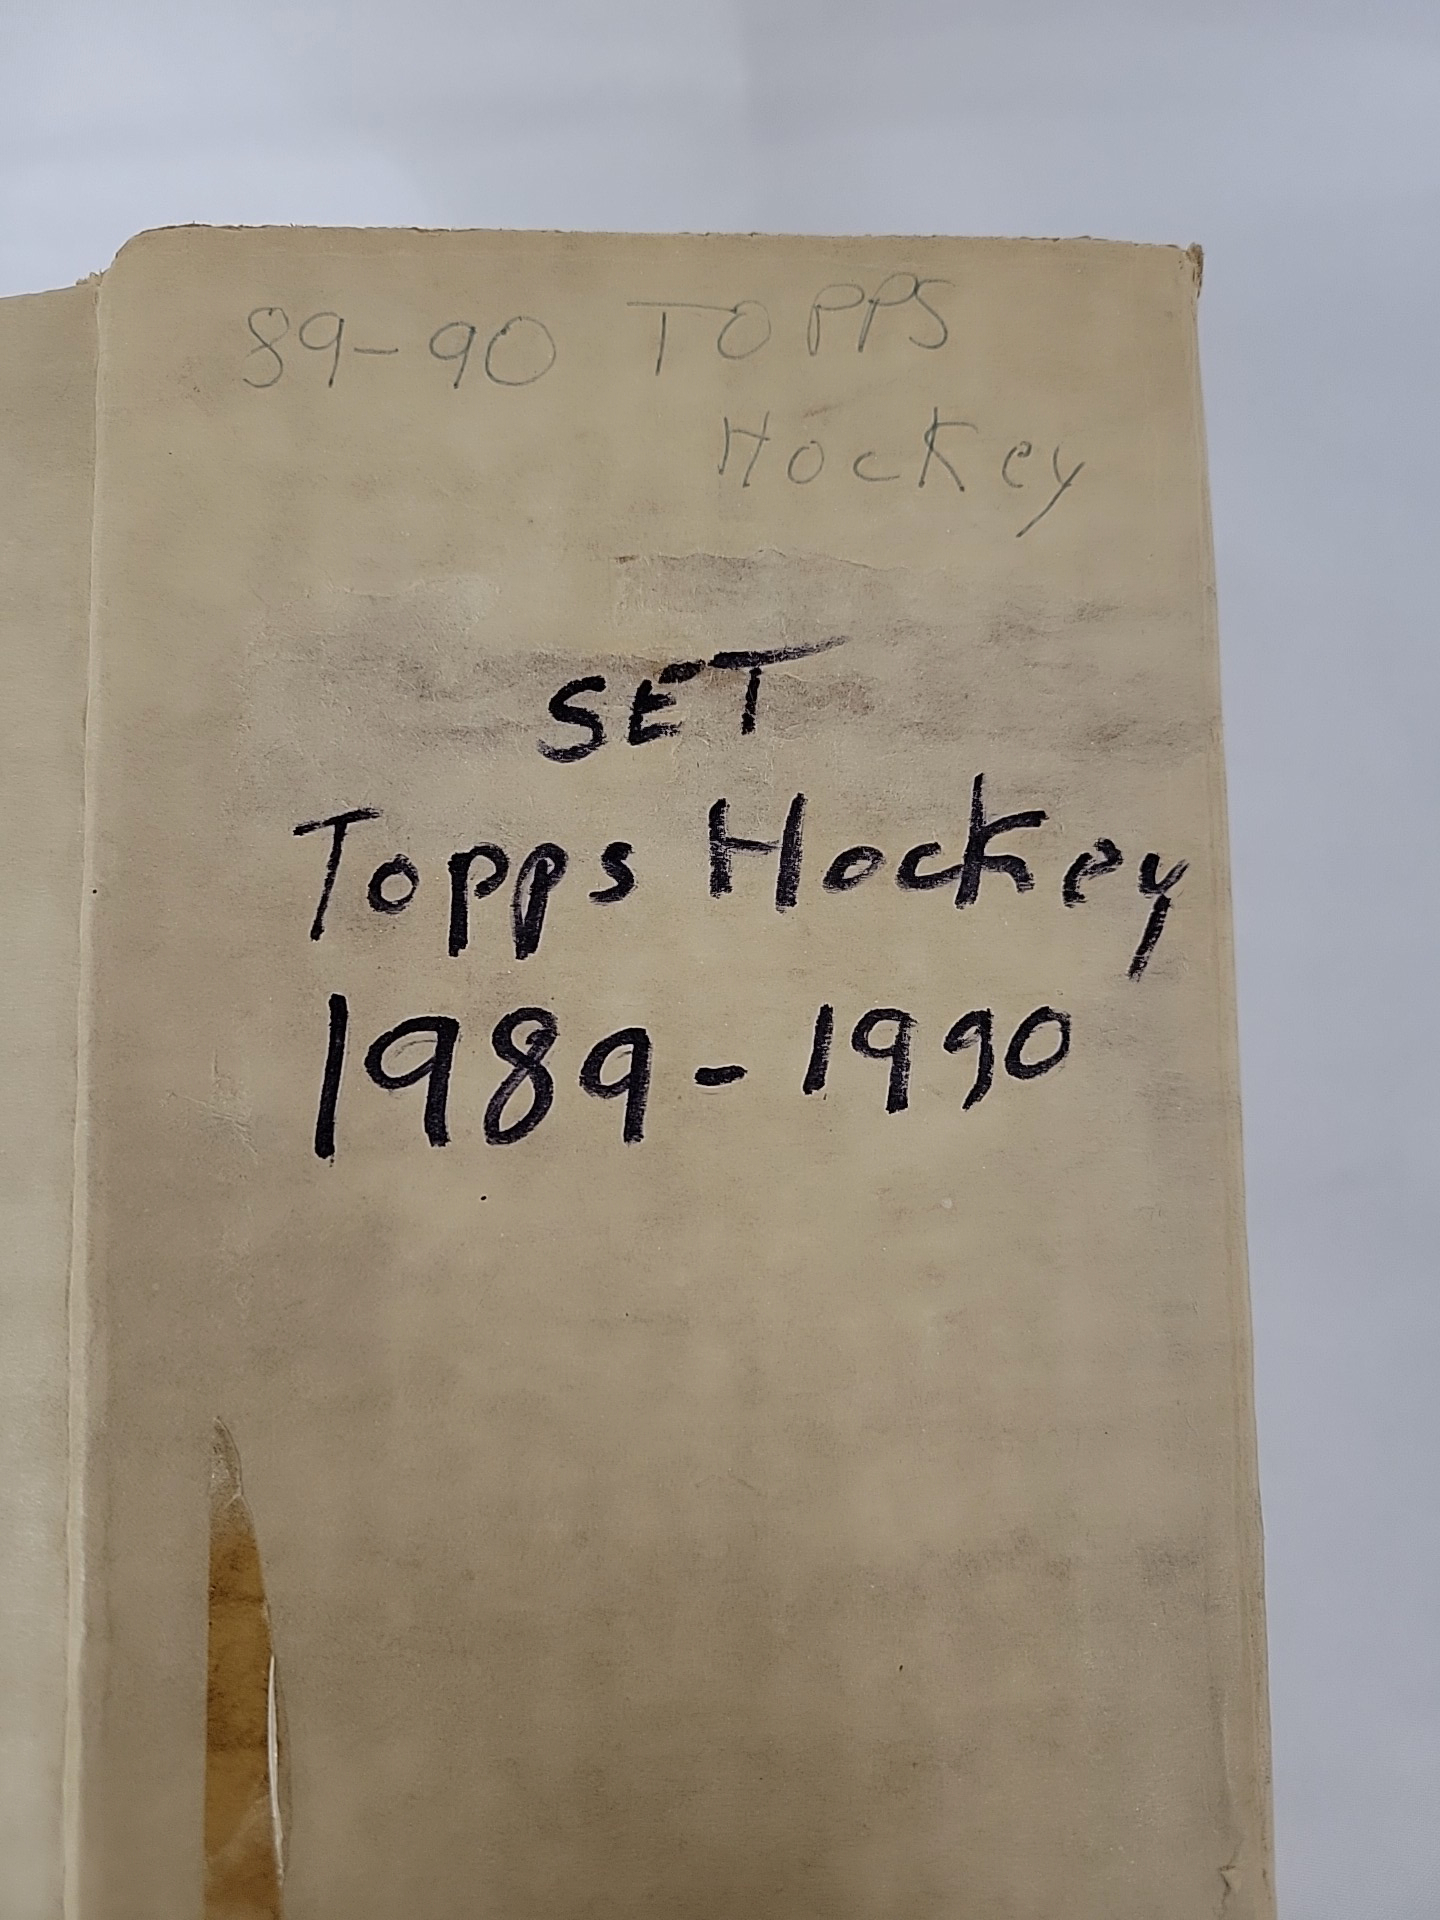 89-90 TOPPS
Hockey
SET
Topps Hockey
1989-1990